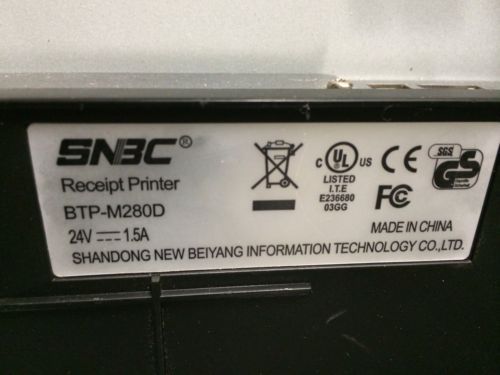 SNBC®
Receipt Printer
BTP-M280D
24V⎓1.5A
SHANDONG NEW BEIYANG INFORMATION TECHNOLOGY CO.,LTD.
C UL US
LISTED
I.T.E
E236680
03GG
CE
FC
SGS
GS
MADE IN CHINA